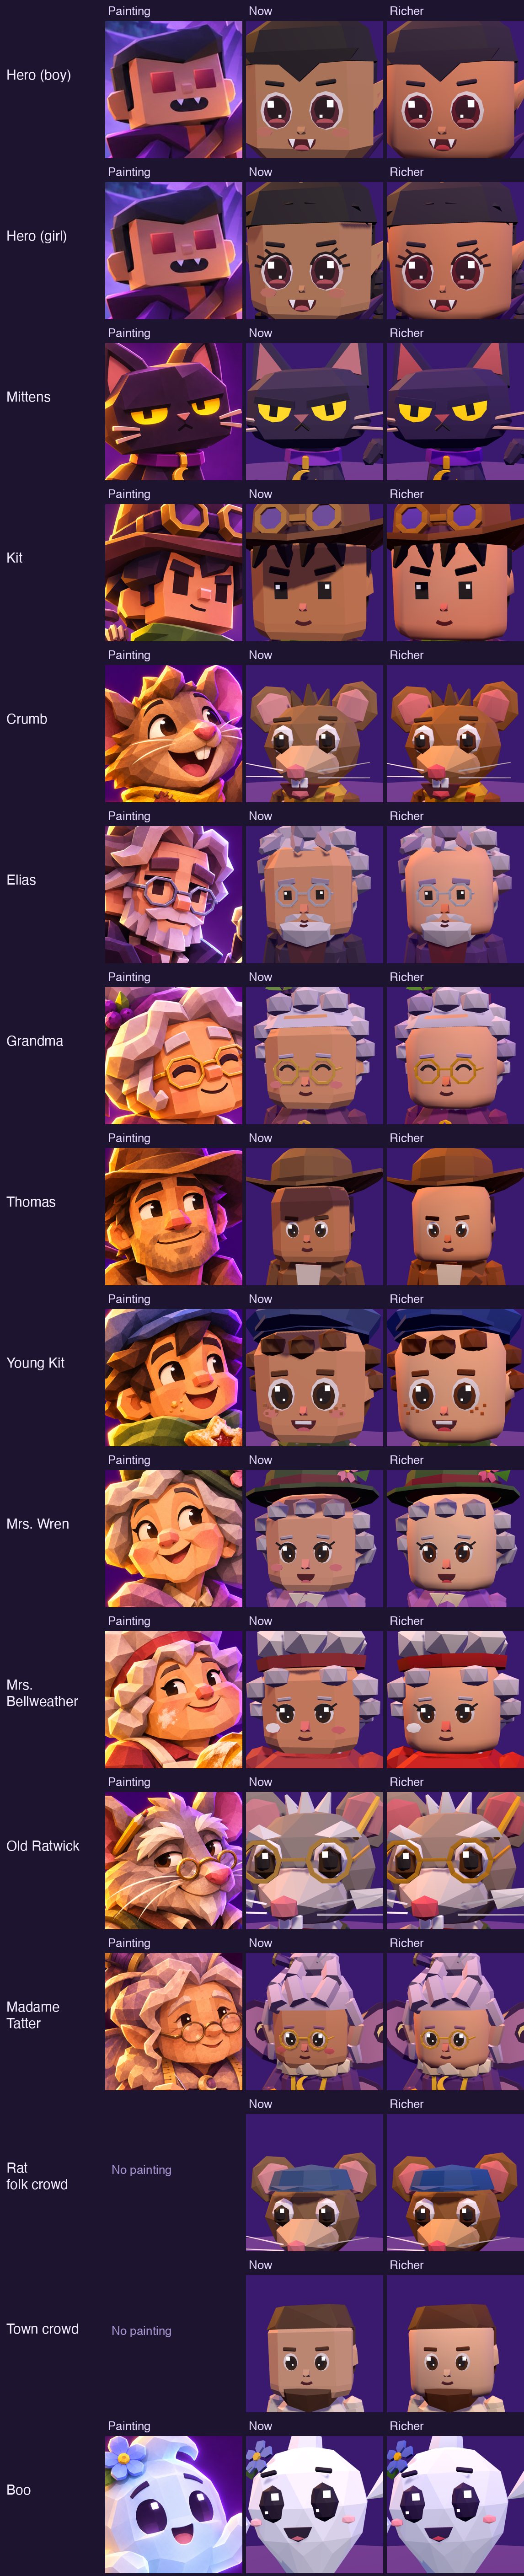 Painting Now Richer
Hero (boy)
Painting Now Richer
Hero (girl)
Painting Now Richer
Mittens
Painting Now Richer
Kit
Painting Now Richer
Crumb
Painting Now Richer
Elias
Painting Now Richer
Grandma
Painting Now Richer
Thomas
Painting Now Richer
Young Kit
Painting Now Richer
Mrs. Wren
Painting Now Richer
Mrs.
Bellweather
Painting Now Richer
Old Ratwick
Painting Now Richer
Madame
Tatter
Now Richer
Rat
folk crowd
No painting
Now Richer
Town crowd
No painting
Painting Now Richer
Boo